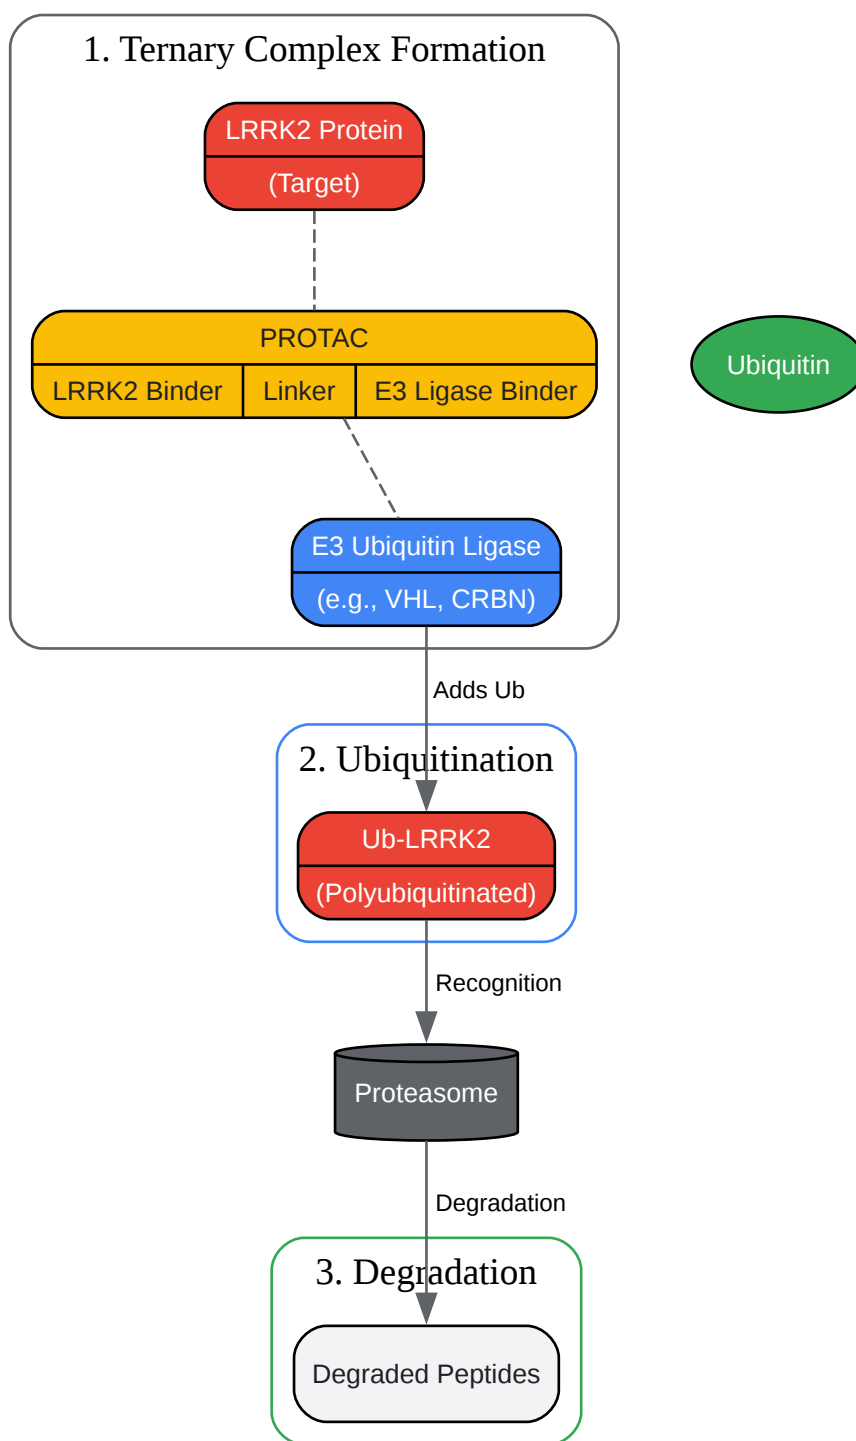 1. Ternary Complex Formation
LRRK2 Protein
(Target)
PROTAC
LRRK2 Binder
Linker
E3 Ligase Binder
Ubiquitin
E3 Ubiquitin Ligase
(e.g., VHL, CRBN)
Adds Ub
2. Ubiquitination
Ub-LRRK2
(Polyubiquitinated)
Recognition
Proteasome
Degradation
3. Degradation
Degraded Peptides